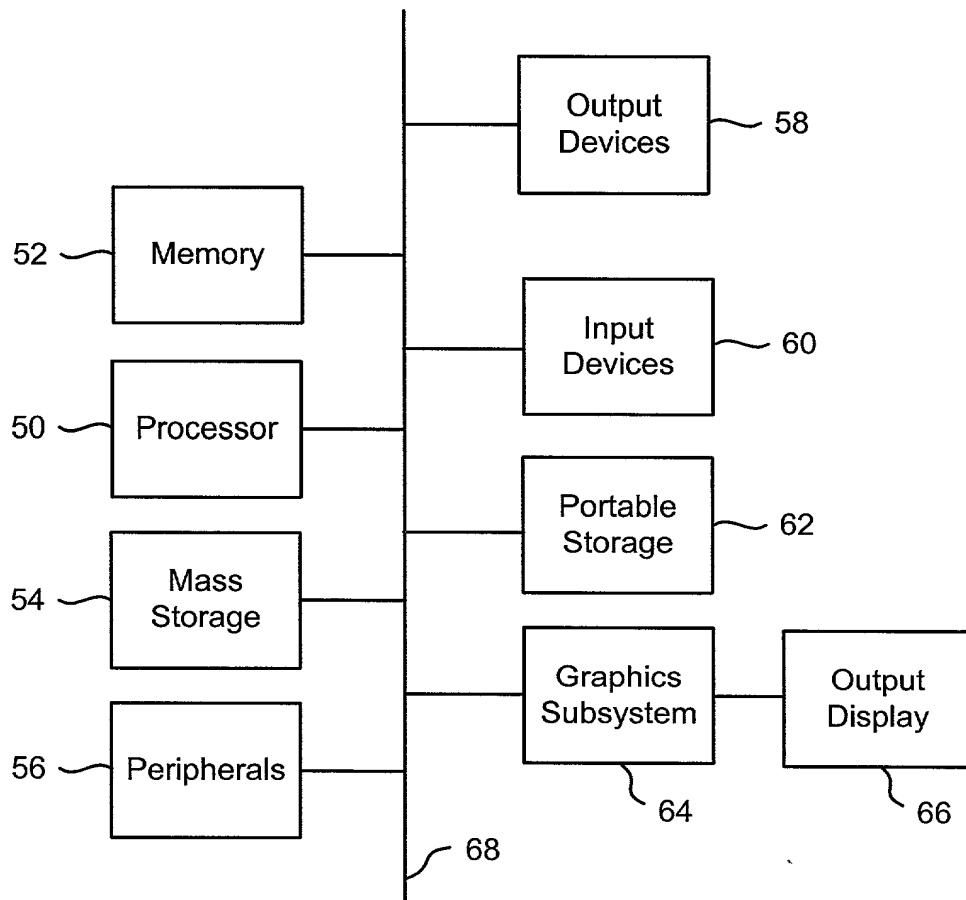 Output
Devices
58
52
Memory
Input
Devices
60
50
Processor
Portable
Storage
62
54
Mass
Storage
Graphics
Subsystem
Output
Display
56
Peripherals
64
66
68